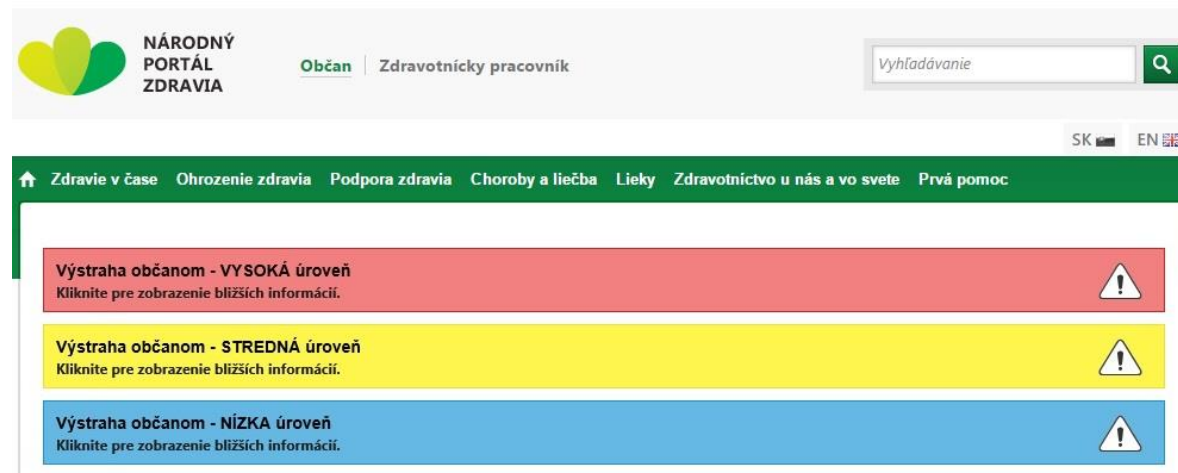 NÁRODNÝ
PORTÁL
ZDRAVIA
Občan Zdravotnícky pracovník
Vyhľadávanie
SK EN
Zdravie v čase Ohrozenie zdravia Podpora zdravia Choroby a liečba Lieky Zdravotníctvo u nás a vo svete Prvá pomoc
Výstraha občanom - VYSOKÁ úroveň
Kliknite pre zobrazenie bližších informácií.
Výstraha občanom - STREDNÁ úroveň
Kliknite pre zobrazenie bližších informácií.
Výstraha občanom - NÍZKA úroveň
Kliknite pre zobrazenie bližších informácií.